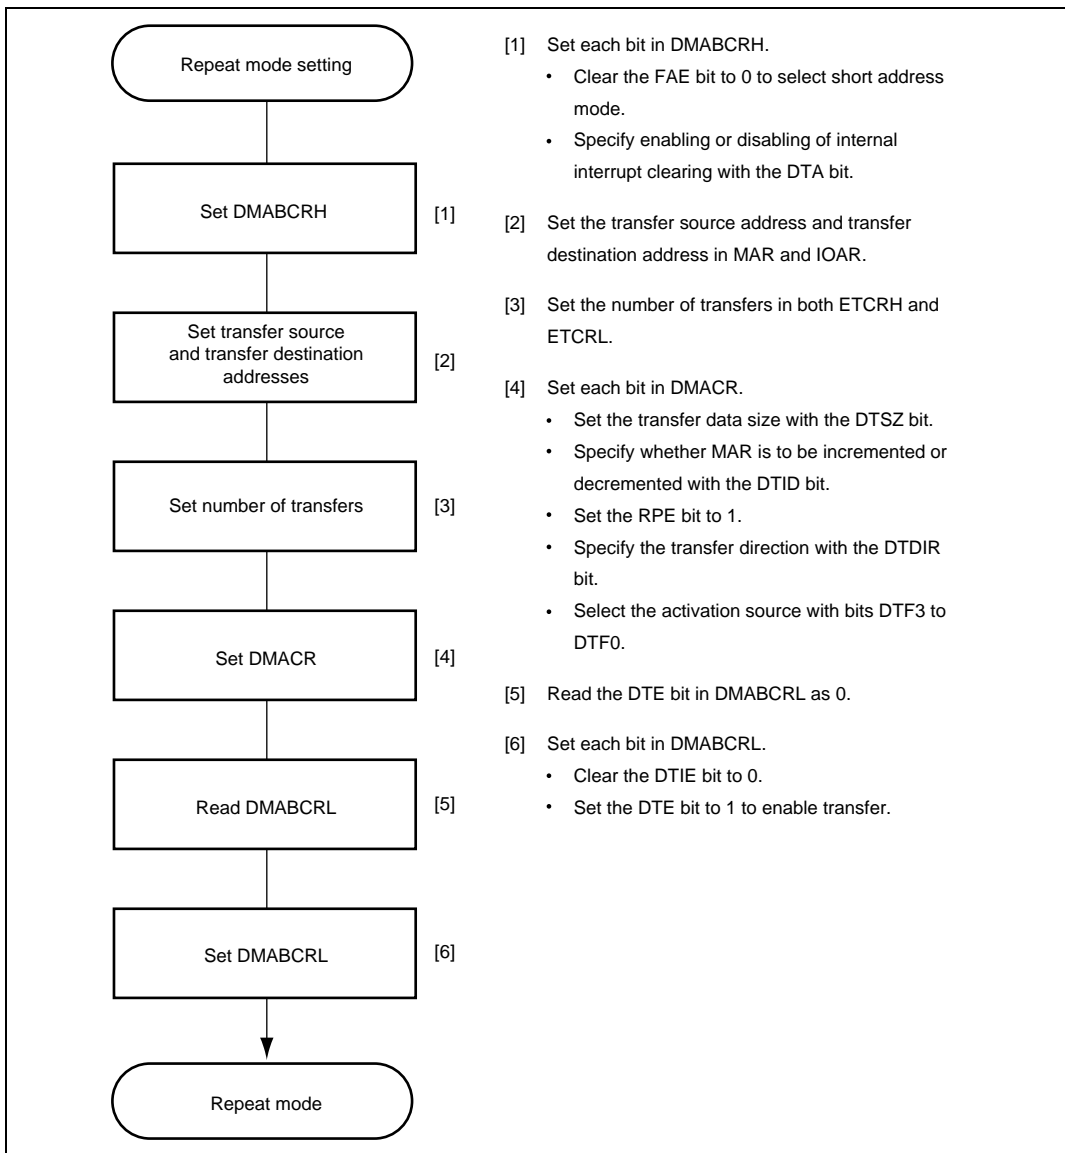 Repeat mode setting
Set DMABCRH
[1]
Set transfer source
and transfer destination
addresses
[2]
Set number of transfers
[3]
Set DMACR
[4]
Read DMABCRL
[5]
Set DMABCRL
[6]
Repeat mode
[1] Set each bit in DMABCRH.
• Clear the FAE bit to 0 to select short address
mode.
• Specify enabling or disabling of internal
interrupt clearing with the DTA bit.
[2] Set the transfer source address and transfer
destination address in MAR and IOAR.
[3] Set the number of transfers in both ETCRH and
ETCRL.
[4] Set each bit in DMACR.
• Set the transfer data size with the DTSZ bit.
• Specify whether MAR is to be incremented or
decremented with the DTID bit.
• Set the RPE bit to 1.
• Specify the transfer direction with the DTDIR
bit.
• Select the activation source with bits DTF3 to
DTF0.
[5] Read the DTE bit in DMABCRL as 0.
[6] Set each bit in DMABCRL.
• Clear the DTIE bit to 0.
• Set the DTE bit to 1 to enable transfer.